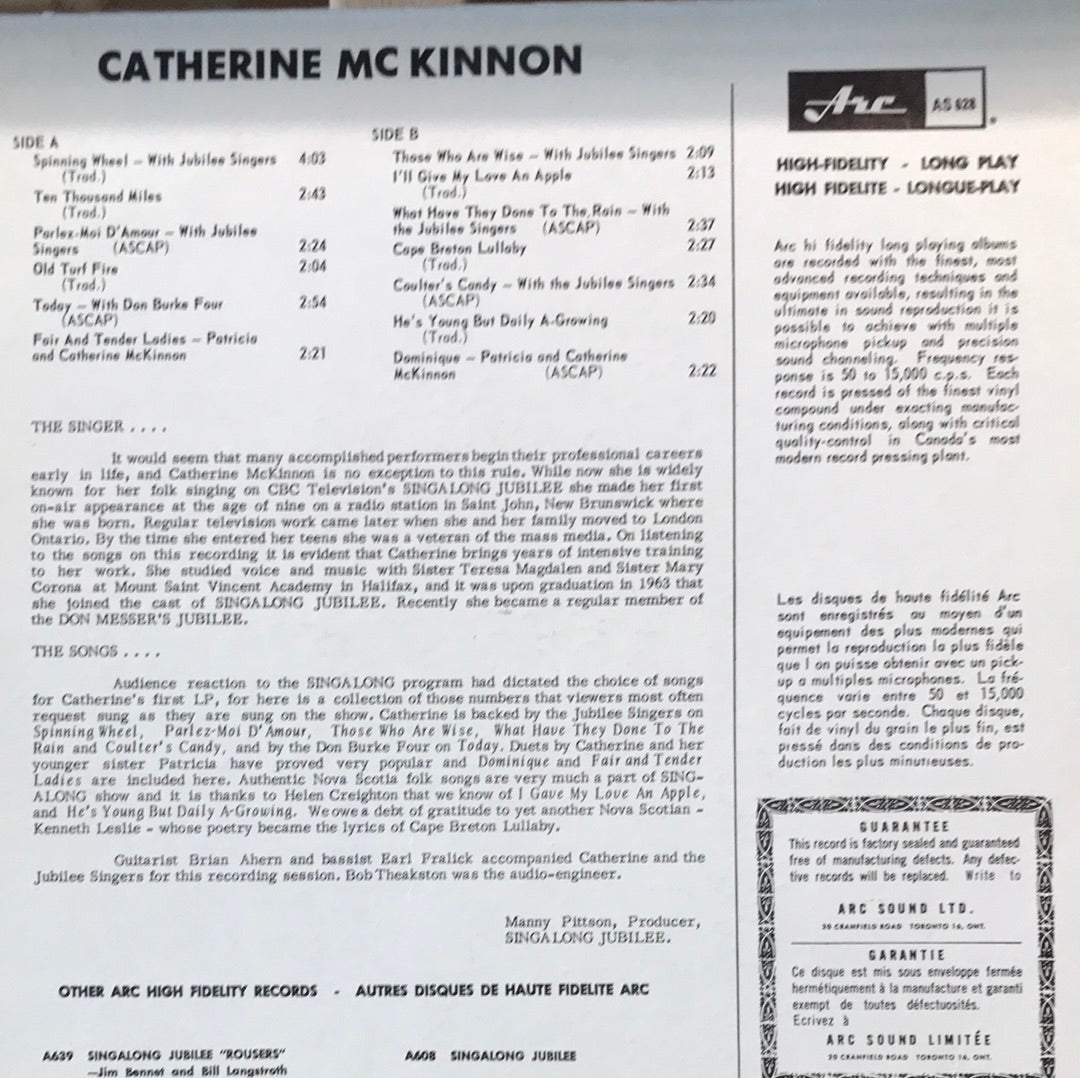 CATHERINE MC KINNON
SIDE A
Spinning Wheel – With Jubilee Singers 4:03
(Trad.)
Ten Thousand Miles 2:43
(Trad.)
Parlez-Moi D'Amour – With Jubilee
Singers (ASCAP) 2:24
Old Turf Fire 2:04
(Trad.)
Today – With Don Burke Four 2:54
(ASCAP)
Fair And Tender Ladies – Patricia
and Catherine McKinnon 2:21
SIDE B
Those Who Are Wise – With Jubilee Singers 2:09
I'll Give My Love An Apple 2:13
(Trad.)
What Have They Done To The Rain – With
the Jubilee Singers (ASCAP) 2:37
Cape Breton Lullaby 2:27
(Trad.)
Coulter's Candy – With the Jubilee Singers 2:34
(ASCAP)
He's Young But Daily A-Growing 2:20
(Trad.)
Dominique – Patricia and Catherine
McKinnon (ASCAP) 2:22
THE SINGER . . . .
It would seem that many accomplished performers begin their professional careers
early in life, and Catherine McKinnon is no exception to this rule. While now she is widely
known for her folk singing on CBC Television's SINGALONG JUBILEE she made her first
on-air appearance at the age of nine on a radio station in Saint John, New Brunswick where
she was born. Regular television work came later when she and her family moved to London
Ontario. By the time she entered her teens she was a veteran of the mass media. On listening
to the songs on this recording it is evident that Catherine brings years of intensive training
to her work. She studied voice and music with Sister Teresa Magdalen and Sister Mary
Corona at Mount Saint Vincent Academy in Halifax, and it was upon graduation in 1963 that
she joined the cast of SINGALONG JUBILEE. Recently she became a regular member of
the DON MESSER'S JUBILEE.
THE SONGS . . . .
Audience reaction to the SINGALONG program had dictated the choice of songs
for Catherine's first LP, for here is a collection of those numbers that viewers most often
request sung as they are sung on the show. Catherine is backed by the Jubilee Singers on
Spinning Wheel, Parlez-Moi D'Amour, Those Who Are Wise, What Have They Done To The
Rain and Coulter's Candy, and by the Don Burke Four on Today. Duets by Catherine and her
younger sister Patricia have proved very popular and Dominique and Fair and Tender
Ladies are included here. Authentic Nova Scotia folk songs are very much a part of SING-
ALONG show and it is thanks to Helen Creighton that we know of I Gave My Love An Apple,
and He's Young But Daily A-Growing. We owe a debt of gratitude to yet another Nova Scotian -
Kenneth Leslie - whose poetry became the lyrics of Cape Breton Lullaby.
Guitarist Brian Ahern and bassist Earl Fralick accompanied Catherine and the
Jubilee Singers for this recording session. Bob Theakston was the audio-engineer.
Manny Pittson, Producer,
SINGALONG JUBILEE.
OTHER ARC HIGH FIDELITY RECORDS - AUTRES DISQUES DE HAUTE FIDELITE ARC
A639 SINGALONG JUBILEE "ROUSERS"
—Jim Bennet and Bill Langstroth
A608 SINGALONG JUBILEE
Arc AS 628
HIGH-FIDELITY - LONG PLAY
HIGH FIDELITE - LONGUE-PLAY
Arc hi fidelity long playing albums
are recorded with the finest, most
advanced recording techniques and
equipment available, resulting in the
ultimate in sound reproduction it is
possible to achieve with multiple
microphone pickup and precision
sound channeling. Frequency res-
ponse is 50 to 15,000 c.p.s. Each
record is pressed of the finest vinyl
compound under exacting manufac-
turing conditions, along with critical
quality-control in Canada's most
modern record pressing plant.
Les disques de haute fidélité Arc
sont enregistrés au moyen d'un
equipement des plus modernes qui
permet la reproduction la plus fidèle
que l on puisse obtenir avec un pick-
up a multiples microphones. La fré-
quence varie entre 50 et 15,000
cycles par seconde. Chaque disque,
fait de vinyl du grain le plus fin, est
pressé dans des conditions de pro-
duction les plus minutieuses.
GUARANTEE
This record is factory sealed and guaranteed
free of manufacturing defects. Any defec-
tive records will be replaced. Write to
ARC SOUND LTD.
20 CRANFIELD ROAD TORONTO 16, ONT.
GARANTIE
Ce disque est mis sous enveloppe fermée
hermétiquement à la manufacture et garanti
exempt de toutes défectuosités.
Ecrivez à
ARC SOUND LIMITÉE
20 CRANFIELD ROAD TORONTO 16, ONT.